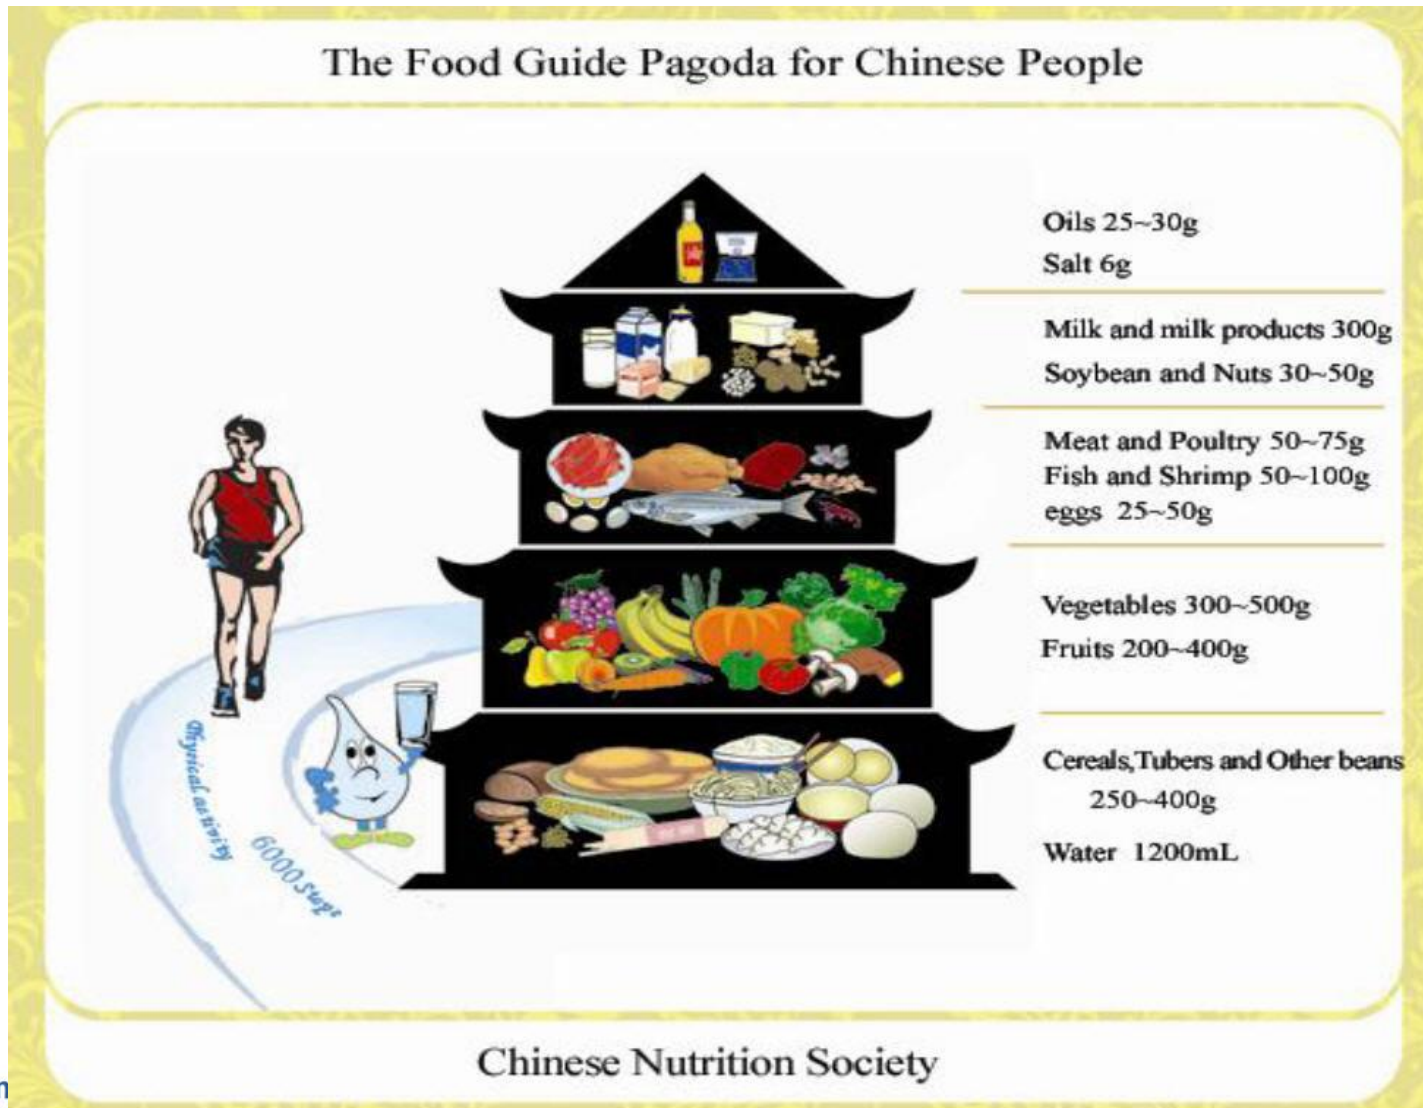 The Food Guide Pagoda for Chinese People
Oils 25~30g
Salt 6g
Milk and milk products 300g
Soybean and Nuts 30~50g
Meat and Poultry 50~75g
Fish and Shrimp 50~100g
eggs 25~50g
Vegetables 300~500g
Fruits 200~400g
Cereals,Tubers and Other beans
250~400g
Water 1200mL
activity
6000 Steps
Chinese Nutrition Society